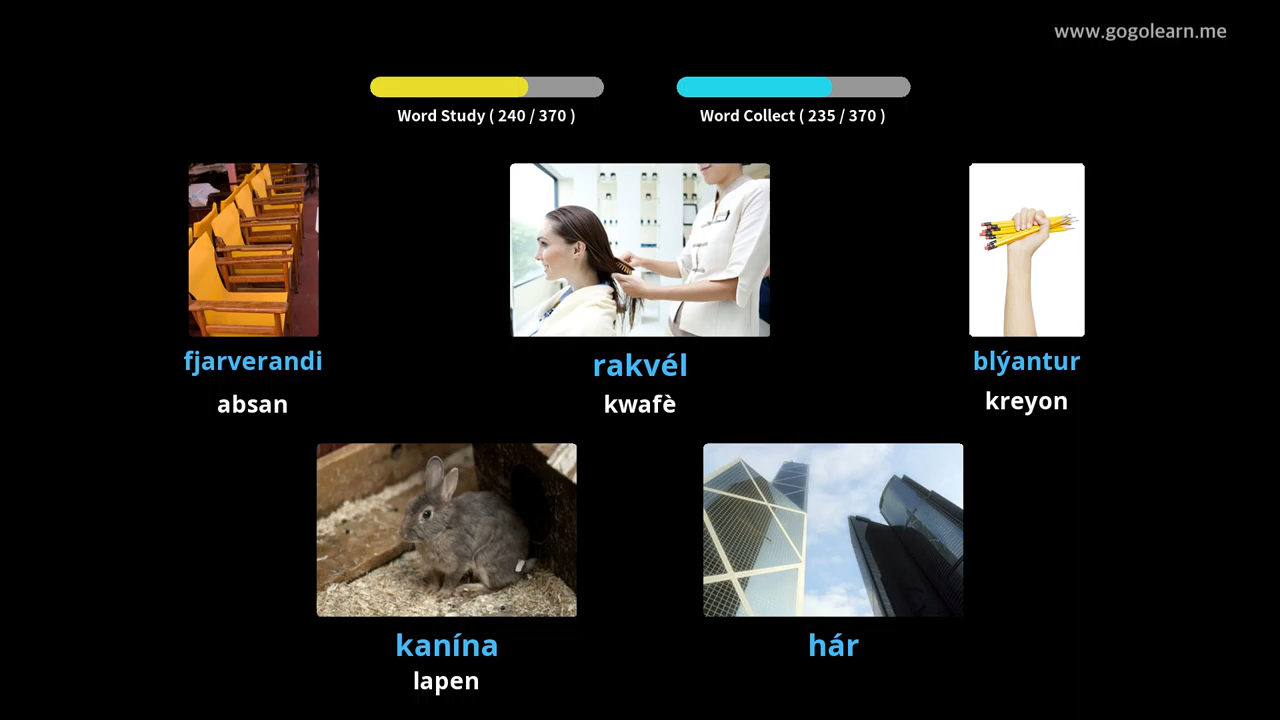 www.gogolearn.me
Word Study ( 240 / 370 )
Word Collect ( 235 / 370 )
fjarverandi
absan
rakvél
kwafè
blýantur
kreyon
kanína
lapen
hár